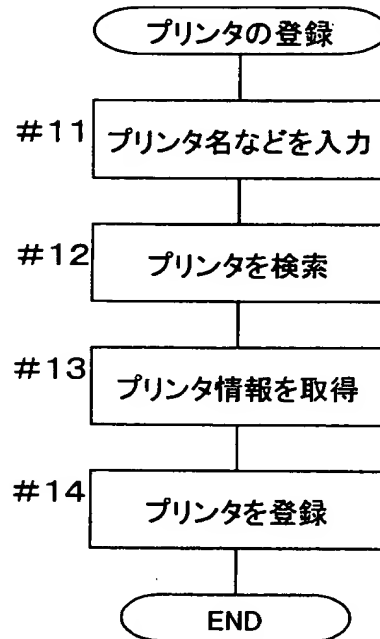 プリンタの登録
#11 プリンタ名などを入力
#12 プリンタを検索
#13 プリンタ情報を取得
#14 プリンタを登録
END